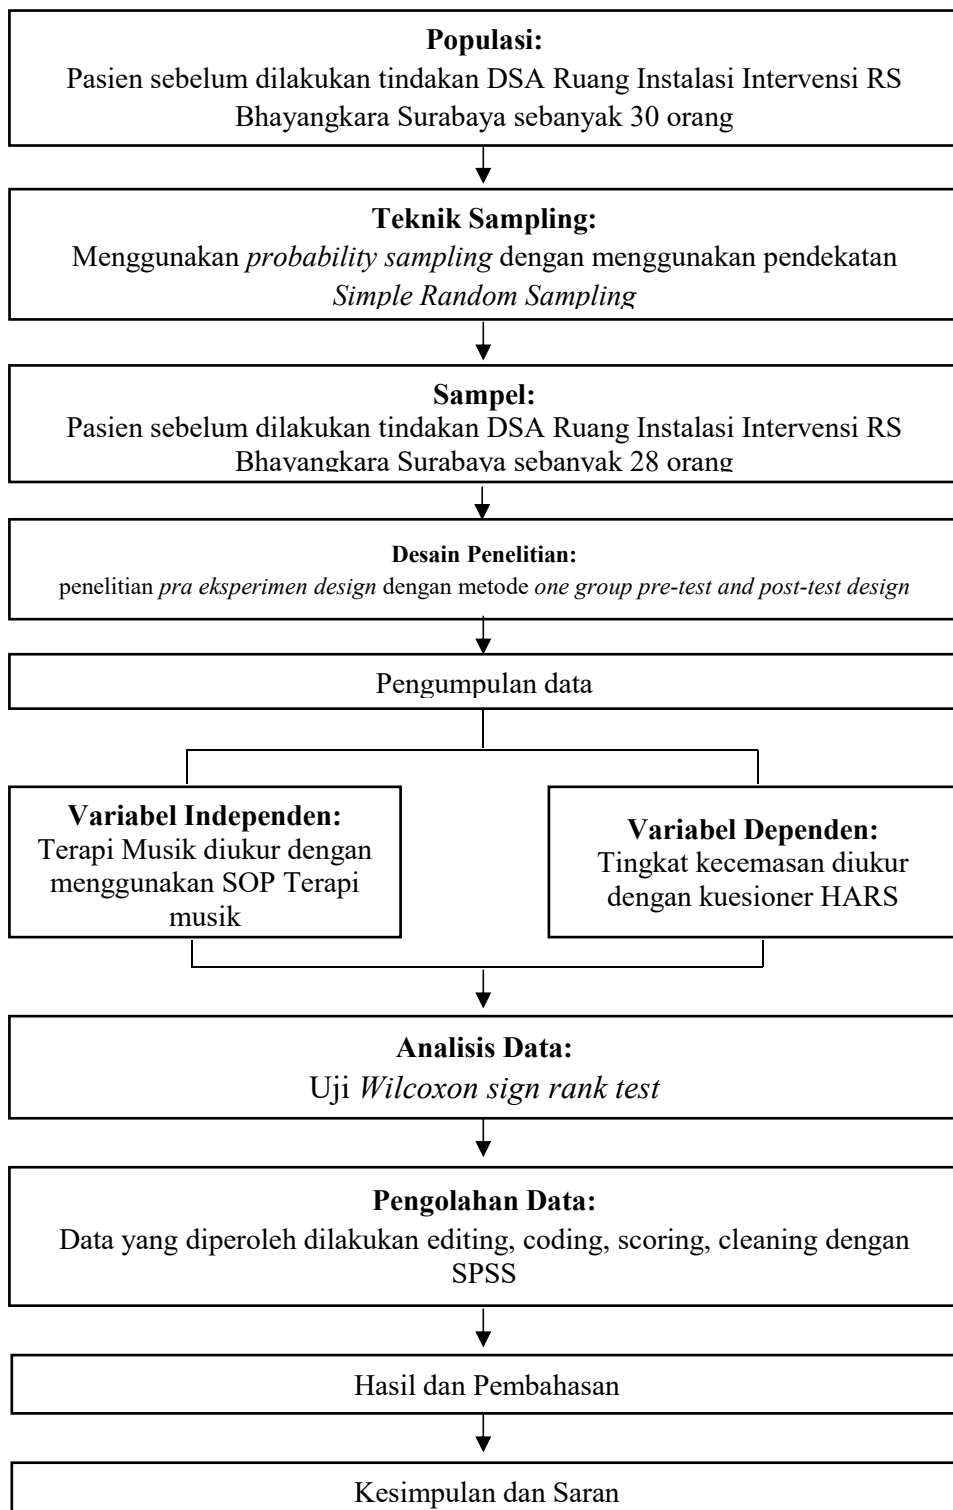 Populasi:
Pasien sebelum dilakukan tindakan DSA Ruang Instalasi Intervensi RS
Bhayangkara Surabaya sebanyak 30 orang
Teknik Sampling:
Menggunakan probability sampling dengan menggunakan pendekatan
Simple Random Sampling
Sampel:
Pasien sebelum dilakukan tindakan DSA Ruang Instalasi Intervensi RS
Bhayangkara Surabaya sebanyak 28 orang
Desain Penelitian:
penelitian pra eksperimen design dengan metode one group pre-test and post-test design
Pengumpulan data
Variabel Independen:
Terapi Musik diukur dengan
menggunakan SOP Terapi
musik
Variabel Dependen:
Tingkat kecemasan diukur
dengan kuesioner HARS
Analisis Data:
Uji Wilcoxon sign rank test
Pengolahan Data:
Data yang diperoleh dilakukan editing, coding, scoring, cleaning dengan
SPSS
Hasil dan Pembahasan
Kesimpulan dan Saran